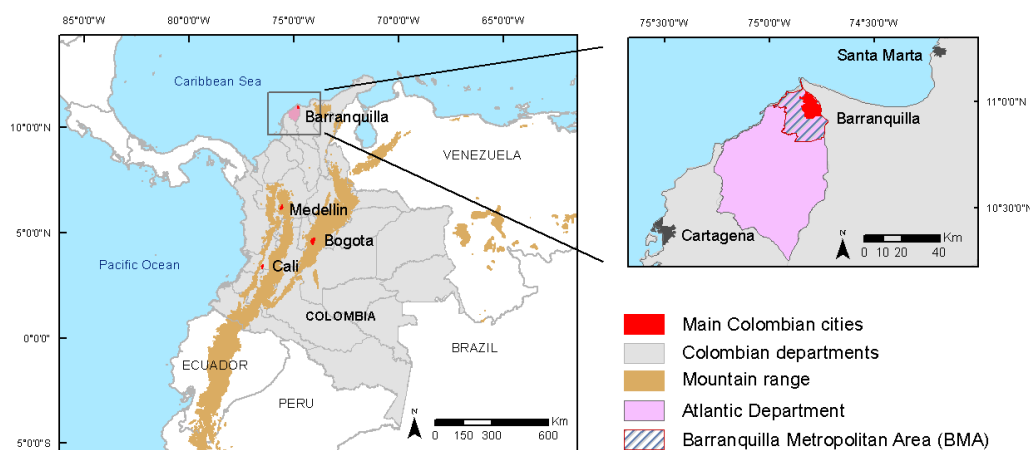 85°0'0"W
80°0'0"W
75°0'0"W
70°0'0"W
65°0'0"W
Caribbean Sea
10°0'0"N
Barranquilla
VENEZUELA
Medellin
5°0'0"N
Bogota
Pacific Ocean
Cali
COLOMBIA
0°0'0"
ECUADOR
BRAZIL
PERU
N
Km
0 150 300 600
5°0'0"S
75°30'0"W
75°0'0"W
74°30'0"W
Santa Marta
11°0'0"N
Barranquilla
10°30'0"N
Cartagena
N
Km
0 10 20 40
Main Colombian cities
Colombian departments
Mountain range
Atlantic Department
Barranquilla Metropolitan Area (BMA)